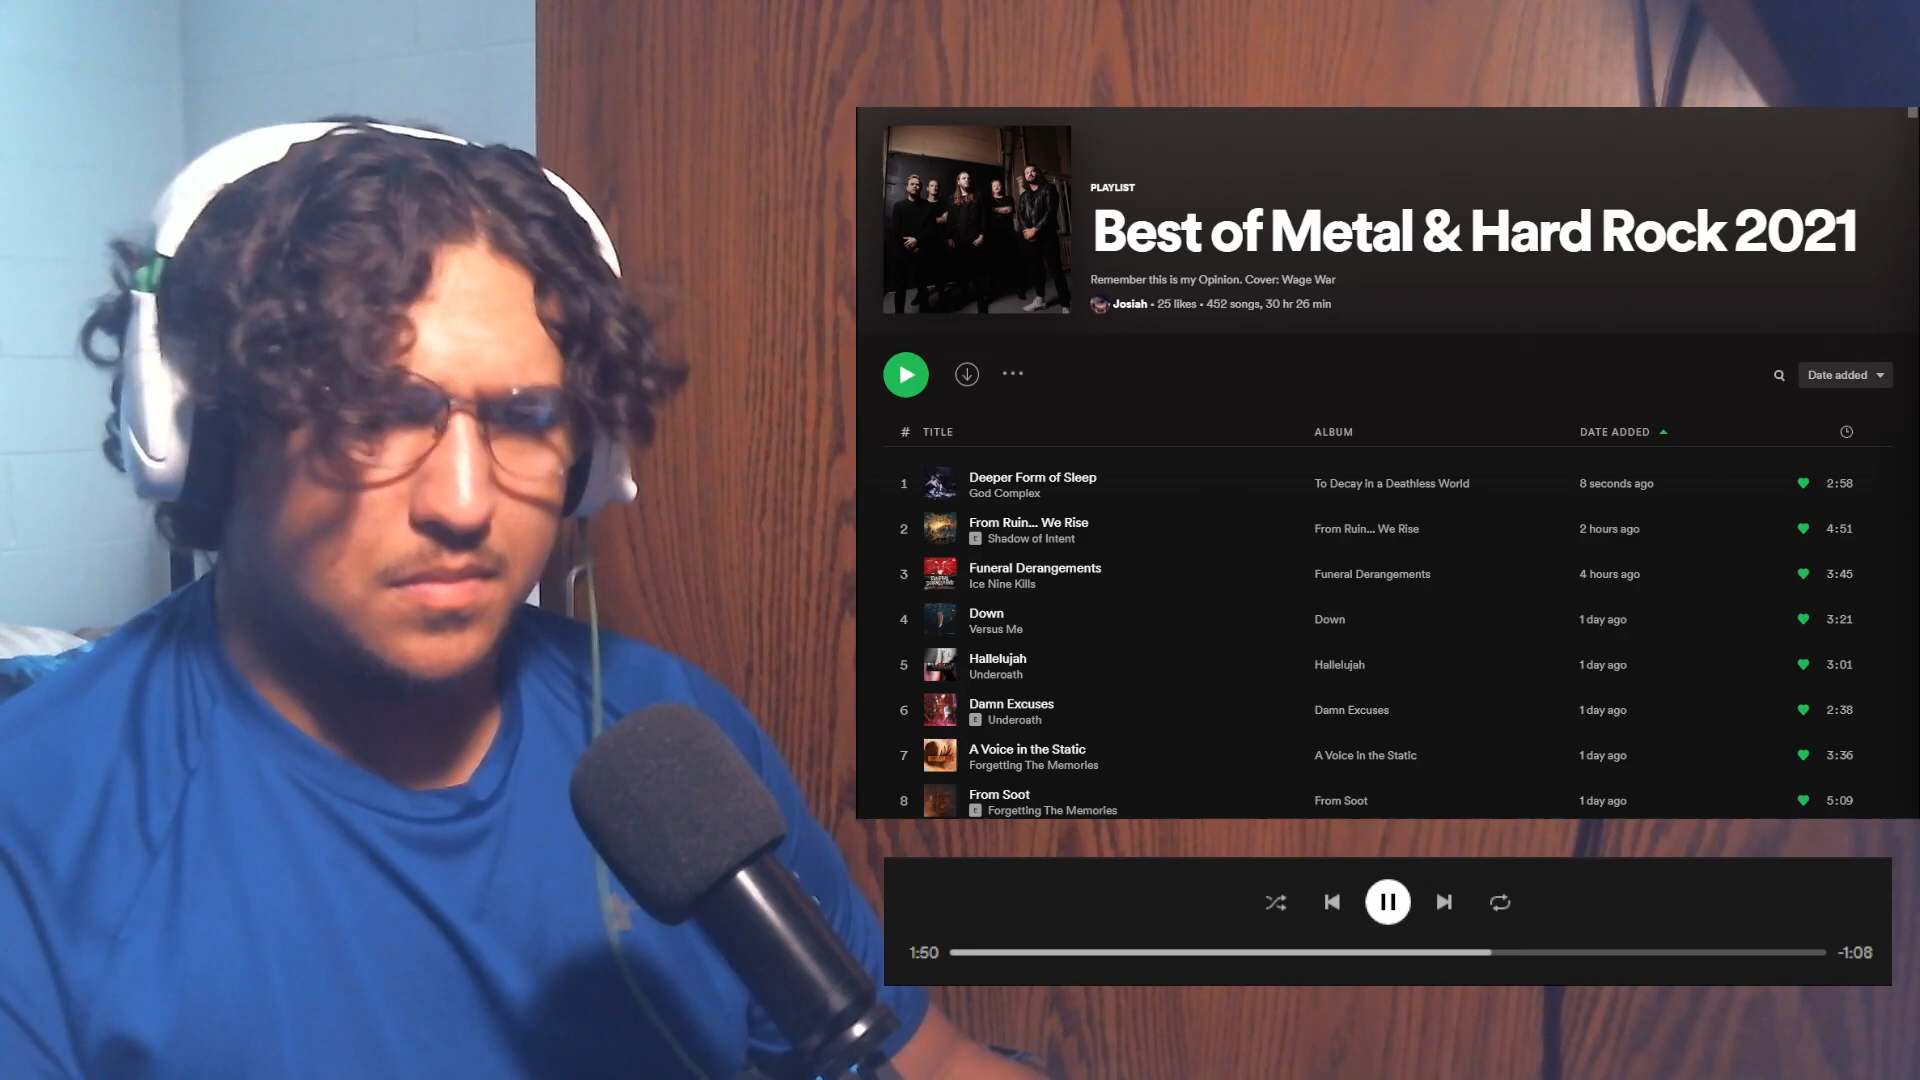 PLAYLIST
Best of Metal & Hard Rock 2021
Remember this is my Opinion. Cover: Wage War
Josiah • 25 likes • 452 songs, 30 hr 26 min
Date added
# TITLE ALBUM DATE ADDED
1 Deeper Form of Sleep To Decay in a Deathless World 8 seconds ago 2:58
God Complex
2 From Ruin... We Rise From Ruin... We Rise 2 hours ago 4:51
E Shadow of Intent
3 Funeral Derangements Funeral Derangements 4 hours ago 3:45
Ice Nine Kills
4 Down Down 1 day ago 3:21
Versus Me
5 Hallelujah Hallelujah 1 day ago 3:01
Underoath
6 Damn Excuses Damn Excuses 1 day ago 2:38
E Underoath
7 A Voice in the Static A Voice in the Static 1 day ago 3:36
Forgetting The Memories
8 From Soot From Soot 1 day ago 5:09
E Forgetting The Memories
1:50 -1:08